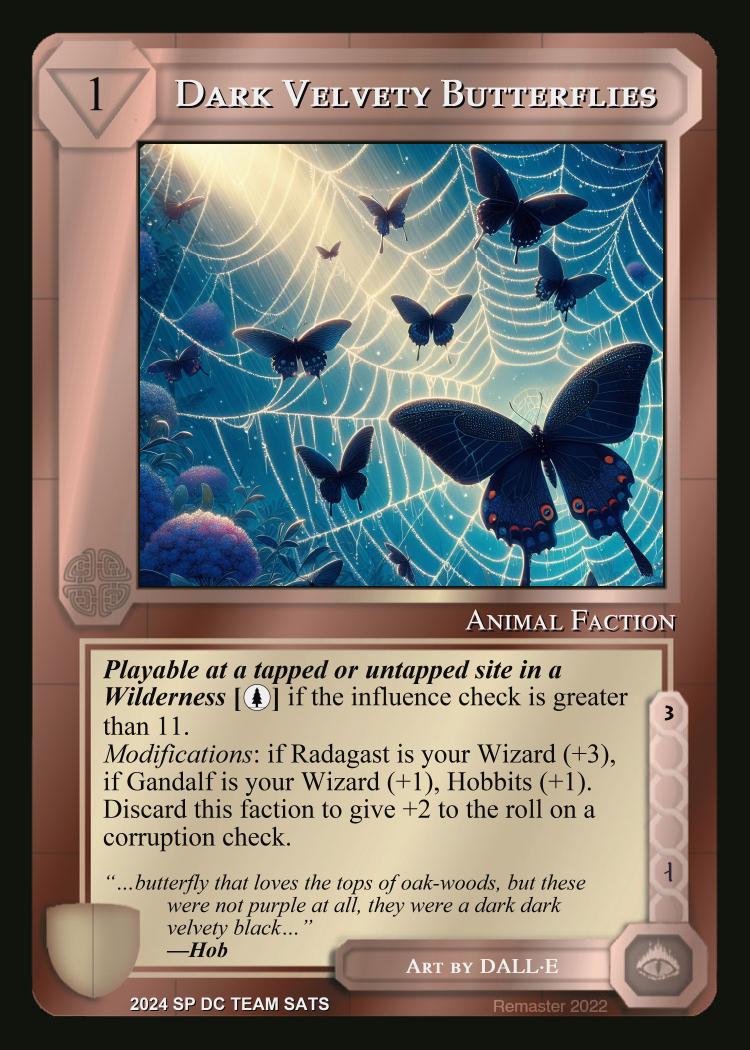 1
Dark Velvety Butterflies
Animal Faction
Playable at a tapped or untapped site in a
Wilderness [ ] if the influence check is greater
than 11.
Modifications: if Radagast is your Wizard (+3),
if Gandalf is your Wizard (+1), Hobbits (+1).
Discard this faction to give +2 to the roll on a
corruption check.
3
“...butterfly that loves the tops of oak-woods, but these
were not purple at all, they were a dark dark
velvety black...”
—Hob
Art by DALL·E
2024 SP DC TEAM SATS
Remaster 2022